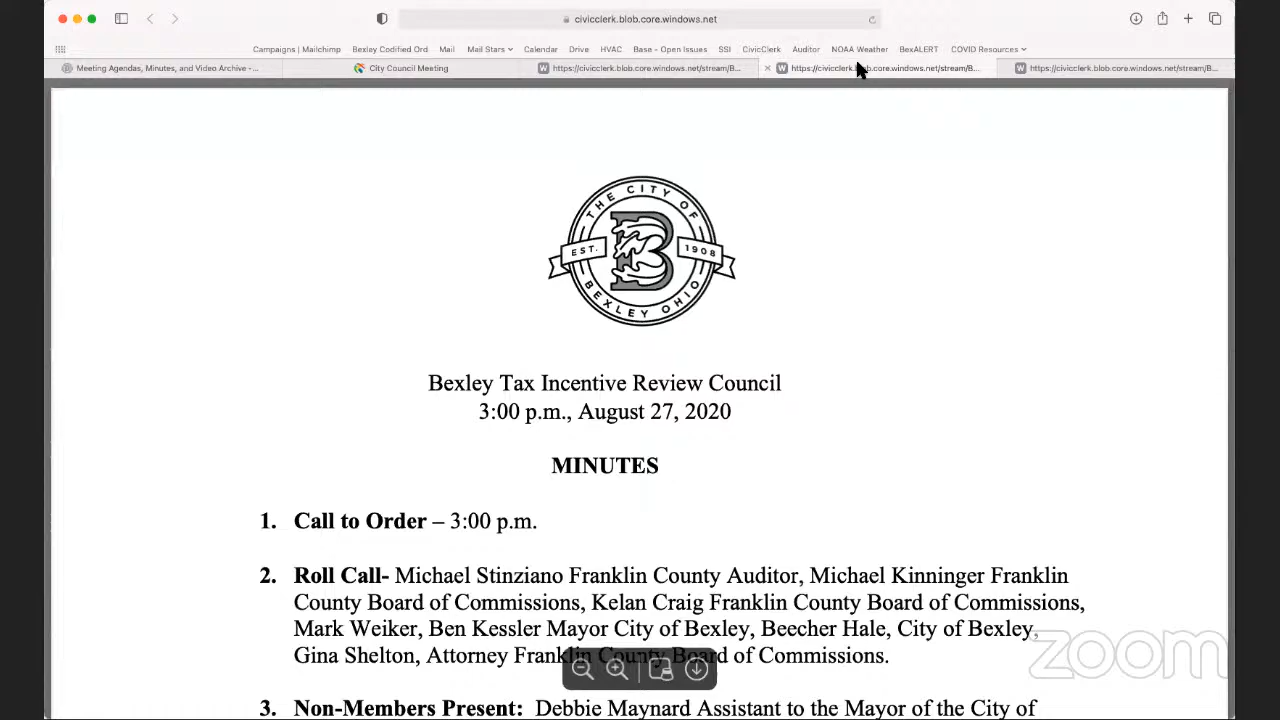 civicclerk.blob.core.windows.net
Campaigns | Mailchimp Bexley Codified Ord Mail Mail Stars Calendar Drive HVAC Base - Open Issues SSI CivicClerk Auditor NOAA Weather BexALERT COVID Resources
Meeting Agendas, Minutes, and Video Archive -... City Council Meeting https://civicclerk.blob.core.windows.net/stream/B... https://civicclerk.blob.core.windows.net/stream/B... https://civicclerk.blob.core.windows.net/stream/B...
THE CITY OF
EST. B 1908
BEXLEY OHIO
Bexley Tax Incentive Review Council
3:00 p.m., August 27, 2020
MINUTES
1. Call to Order – 3:00 p.m.
2. Roll Call- Michael Stinziano Franklin County Auditor, Michael Kinninger Franklin
County Board of Commissions, Kelan Craig Franklin County Board of Commissions,
Mark Weiker, Ben Kessler Mayor City of Bexley, Beecher Hale, City of Bexley,
Gina Shelton, Attorney Franklin County Board of Commissions.
zoom
3. Non-Members Present: Debbie Maynard Assistant to the Mayor of the City of